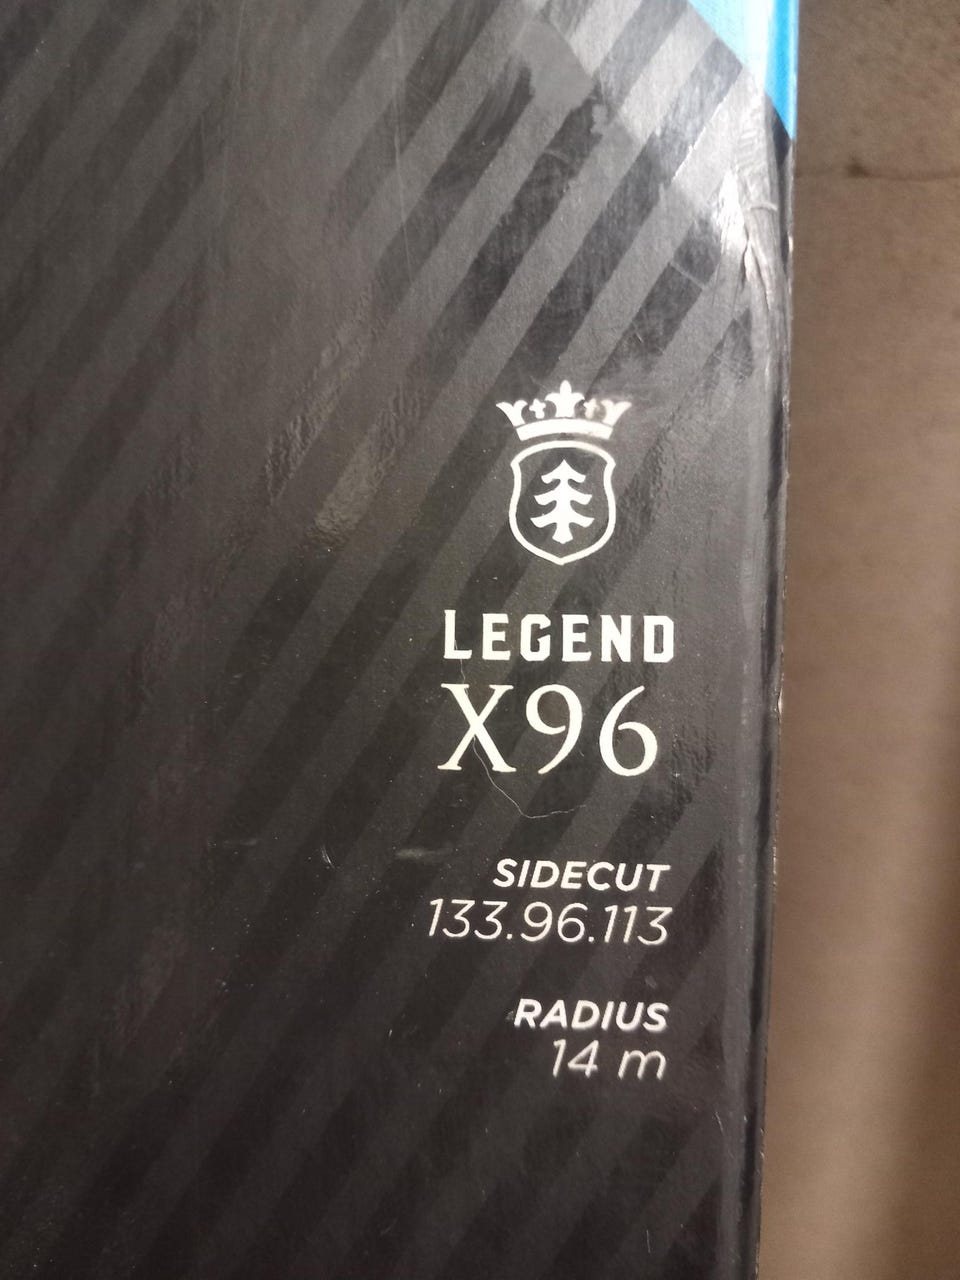 LEGEND
X96
SIDECUT
133.96.113
RADIUS
14 m